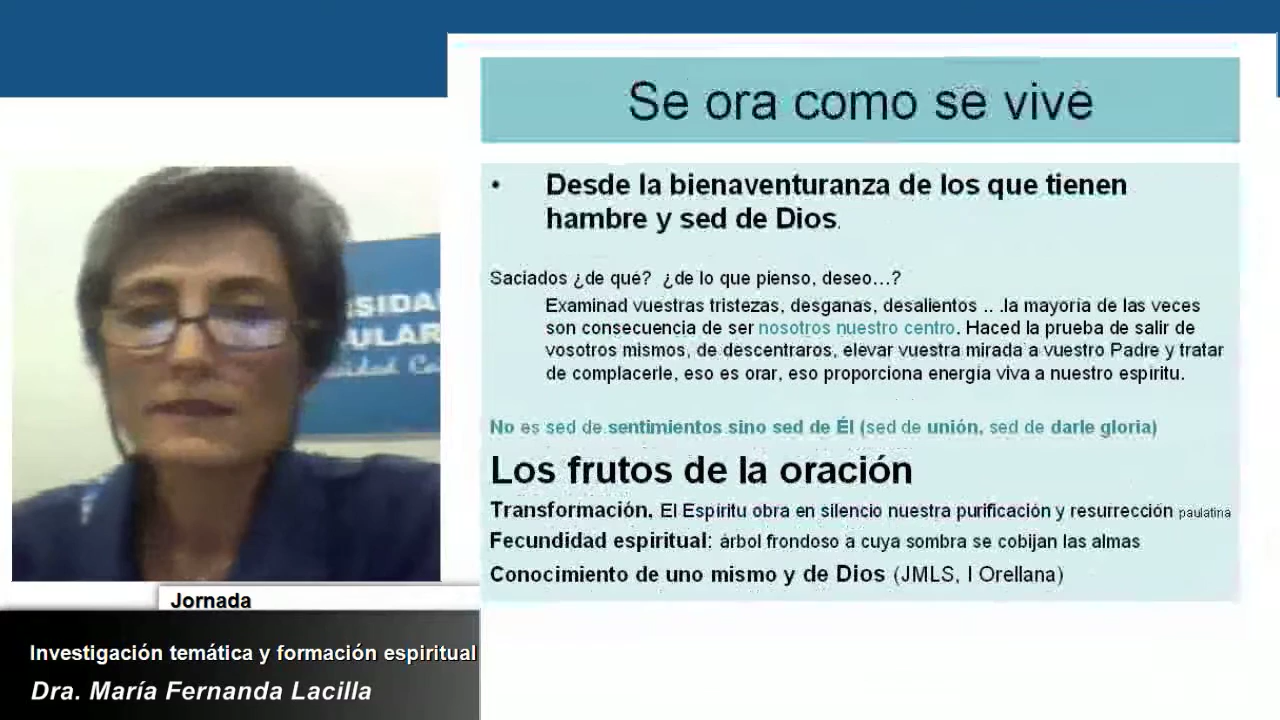 Se ora como se vive
• Desde la bienaventuranza de los que tienen
hambre y sed de Dios.
Saciados ¿de qué? ¿de lo que pienso, deseo...?
Examinad vuestras tristezas, desganas, desalientos .. .la mayoría de las veces
son consecuencia de ser nosotros nuestro centro. Haced la prueba de salir de
vosotros mismos, de descentraros, elevar vuestra mirada a vuestro Padre y tratar
de complacerle, eso es orar, eso proporciona energía viva a nuestro espíritu.
No es sed de sentimientos sino sed de Él (sed de unión, sed de darle gloria)
Los frutos de la oración
Transformación. El Espíritu obra en silencio nuestra purificación y resurrección paulatina
Fecundidad espiritual: árbol frondoso a cuya sombra se cobijan las almas
Conocimiento de uno mismo y de Dios (JMLS, I Orellana)
Jornada
Investigación temática y formación espiritual
Dra. María Fernanda Lacilla